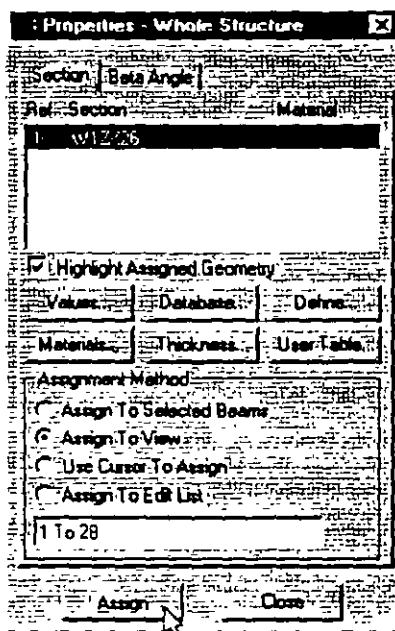 Properties - Whole Structure
Section Beta Angle
Ref Section Material
1 W12X26
Highlight Assigned Geometry
Values... Database... Define...
Materials... Thickness... User Table...
Assignment Method
Assign To Selected Beams
Assign To View
Use Cursor To Assign
Assign To Edit List
1 To 28
Assign Close